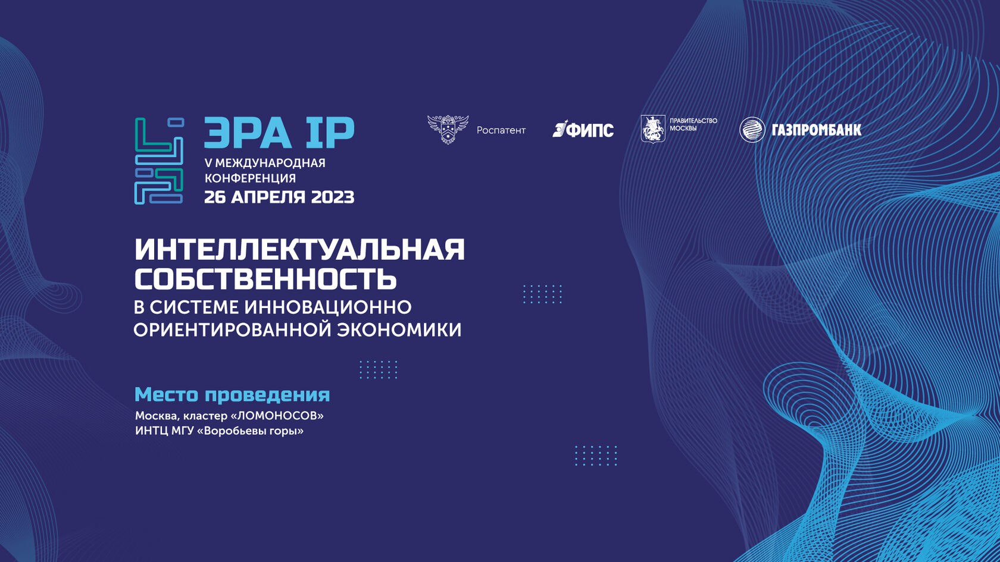 ЭРА IP
V МЕЖДУНАРОДНАЯ
КОНФЕРЕНЦИЯ
26 АПРЕЛЯ 2023
Роспатент
ФИПС
ПРАВИТЕЛЬСТВО
МОСКВЫ
ГАЗПРОМБАНК
ИНТЕЛЛЕКТУАЛЬНАЯ
СОБСТВЕННОСТЬ
В СИСТЕМЕ ИННОВАЦИОННО
ОРИЕНТИРОВАННОЙ ЭКОНОМИКИ
Место проведения
Москва, кластер «ЛОМОНОСОВ»
ИНТЦ МГУ «Воробьевы горы»